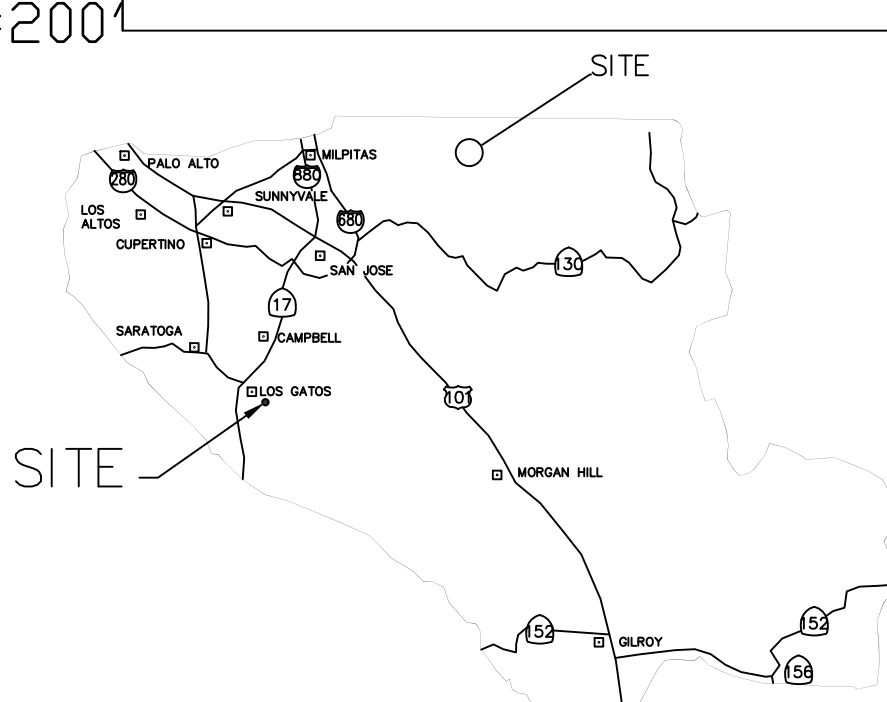 2001
SITE
MILPITAS
PALO ALTO
880
280
SUNNYVALE
LOS
ALTOS
680
CUPERTINO
130
SAN JOSE
17
SARATOGA
CAMPBELL
LOS GATOS
101
SITE
MORGAN HILL
152
152
GILROY
156